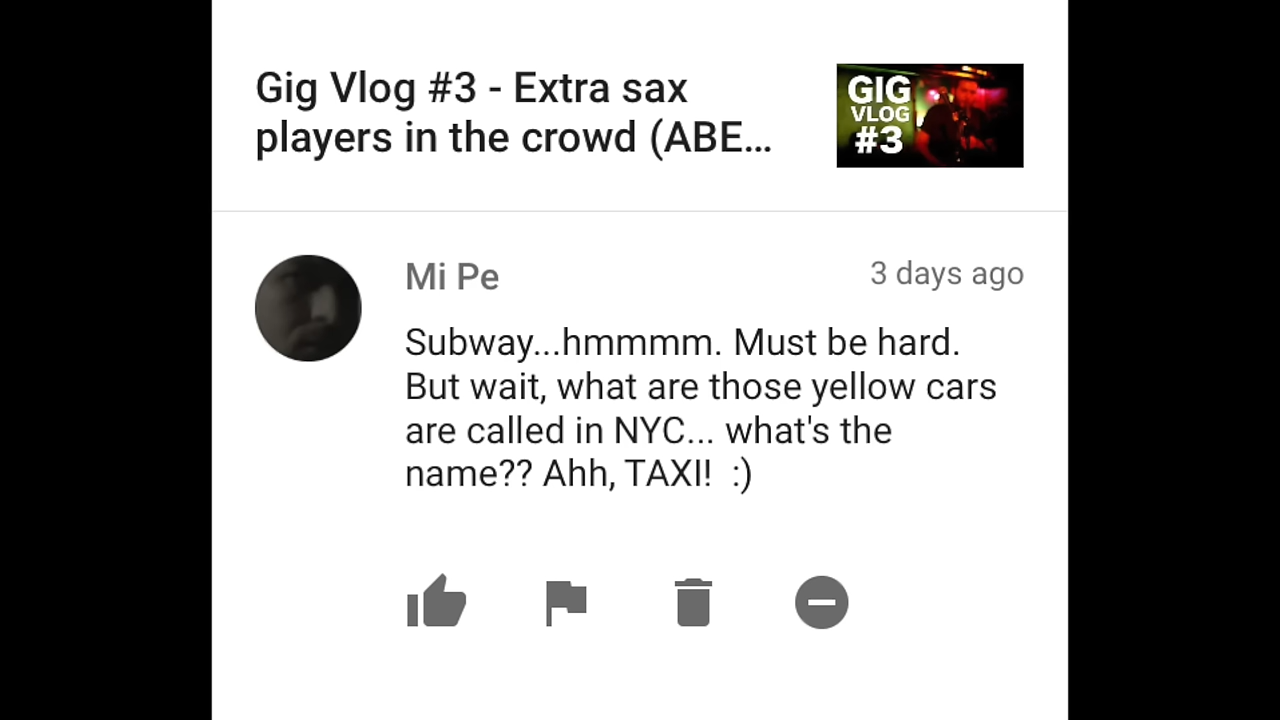 Gig Vlog #3 - Extra sax
players in the crowd (ABE...
GIG
VLOG
#3
Mi Pe
3 days ago
Subway...hmmmm. Must be hard.
But wait, what are those yellow cars
are called in NYC... what's the
name?? Ahh, TAXI!  :)